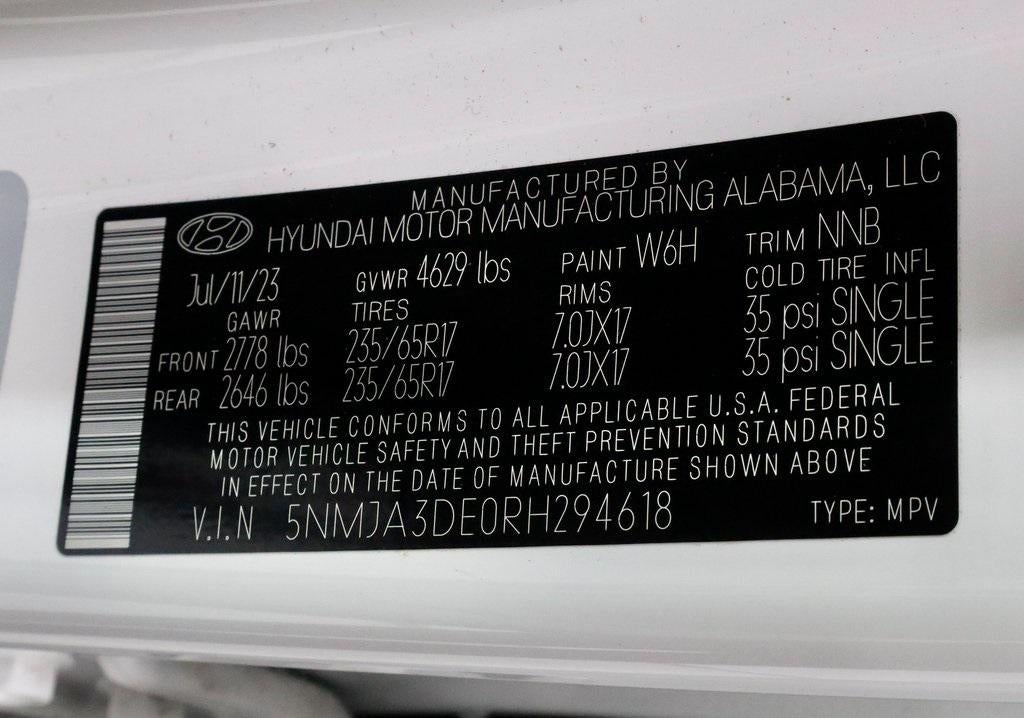 MANUFACTURED BY
HYUNDAI MOTOR MANUFACTURING ALABAMA, LLC
Jul/11/23 GVWR 4629 lbs PAINT W6H TRIM NNB
GAWR TIRES RIMS COLD TIRE INFL
FRONT 2778 lbs 235/65R17 7.0JX17 35 psi SINGLE
REAR 2646 lbs 235/65R17 7.0JX17 35 psi SINGLE
THIS VEHICLE CONFORMS TO ALL APPLICABLE U.S.A. FEDERAL
MOTOR VEHICLE SAFETY AND THEFT PREVENTION STANDARDS
IN EFFECT ON THE DATE OF MANUFACTURE SHOWN ABOVE
V.I.N 5NMJA3DE0RH294618 TYPE: MPV